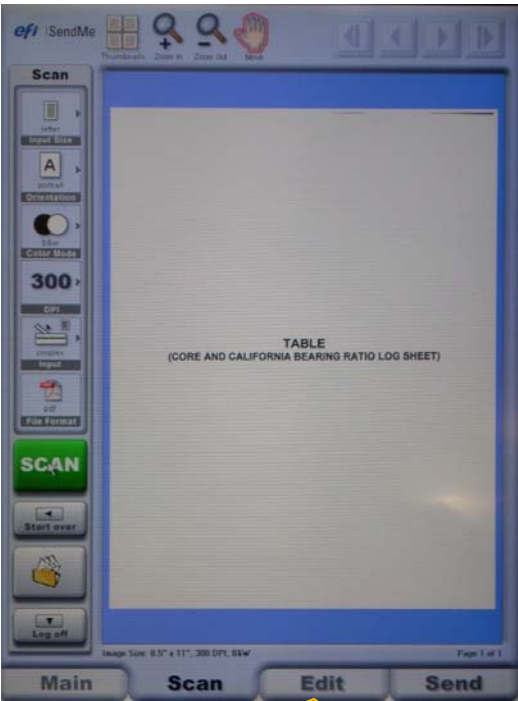 efi SendMe
Thumbnails Zoom In Zoom Out Move
Scan
letter
Input Size
A
portrait
Orientation
b&w
Color Mode
300
DPI
simplex
Input
pdf
File Format
SCAN
Start over
Log off
TABLE
(CORE AND CALIFORNIA BEARING RATIO LOG SHEET)
Image Size: 8.5" x 11", 300 DPI, B&W
Page 1 of 1
Main Scan Edit Send